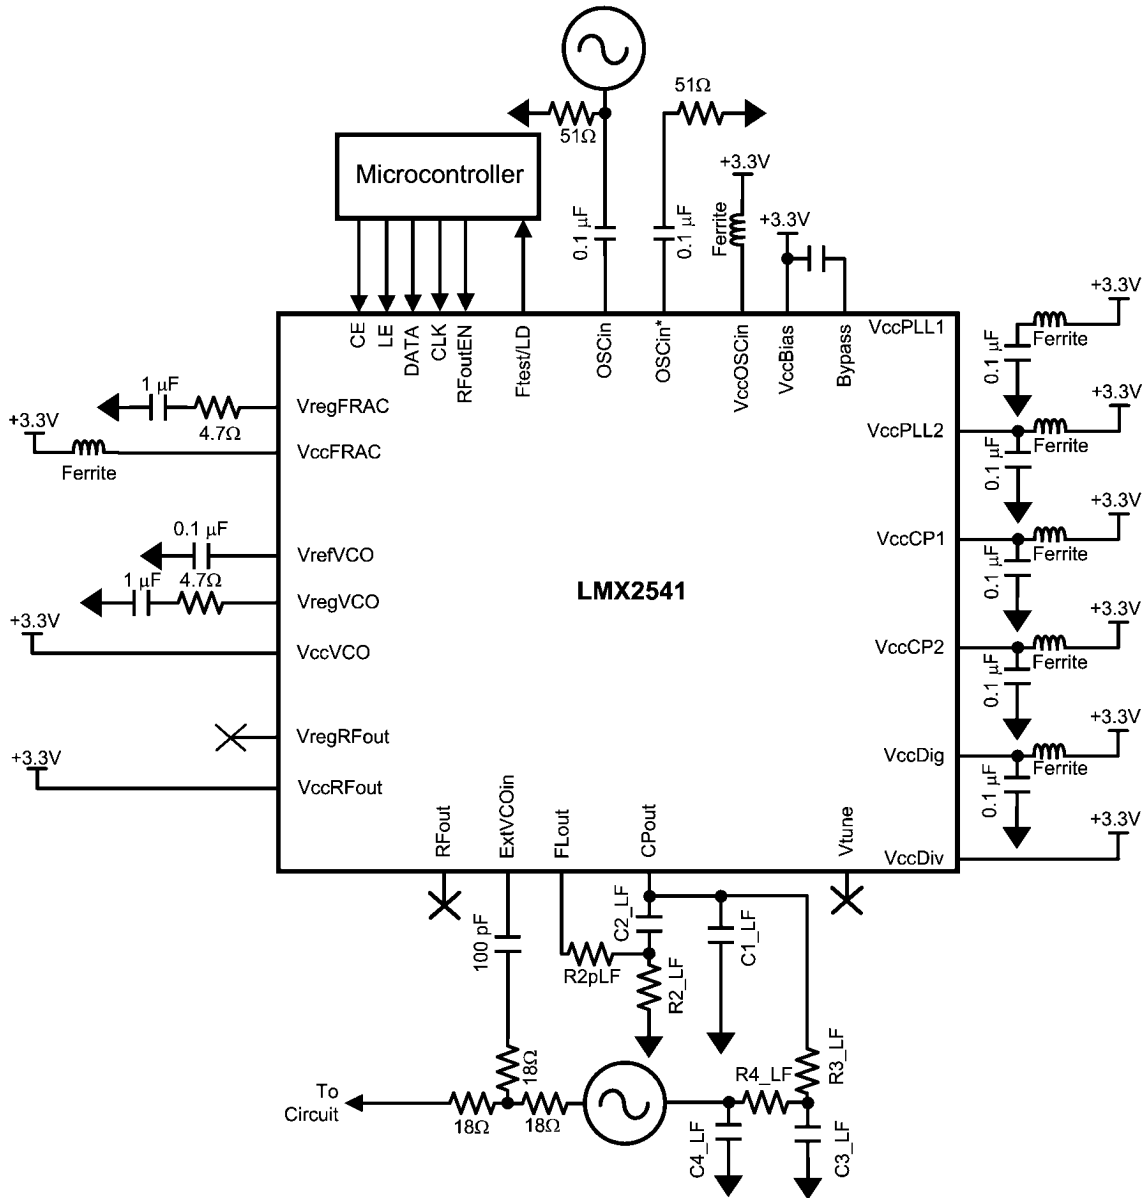 51Ω
51Ω
Microcontroller
+3.3V
+3.3V
0.1 µF
0.1 µF
Ferrite
CE
LE
DATA
CLK
RFoutEN
Ftest/LD
OSCin
OSCin*
VccOSCin
VccBias
Bypass
VccPLL1
+3.3V
Ferrite
0.1 µF
1 µF
4.7Ω
VregFRAC
+3.3V
Ferrite
VccFRAC
VccPLL2
+3.3V
Ferrite
0.1 µF
0.1 µF
VrefVCO
VccCP1
+3.3V
Ferrite
0.1 µF
1 µF
4.7Ω
VregVCO
LMX2541
+3.3V
VccVCO
VccCP2
+3.3V
Ferrite
0.1 µF
VregRFout
+3.3V
VccRFout
VccDig
+3.3V
Ferrite
0.1 µF
RFout
ExtVCOin
FLout
CPout
Vtune
VccDiv
+3.3V
100 pF
C2_LF
C1_LF
R2pLF
R2_LF
18Ω
R4_LF
R3_LF
To
Circuit
18Ω
18Ω
C4_LF
C3_LF